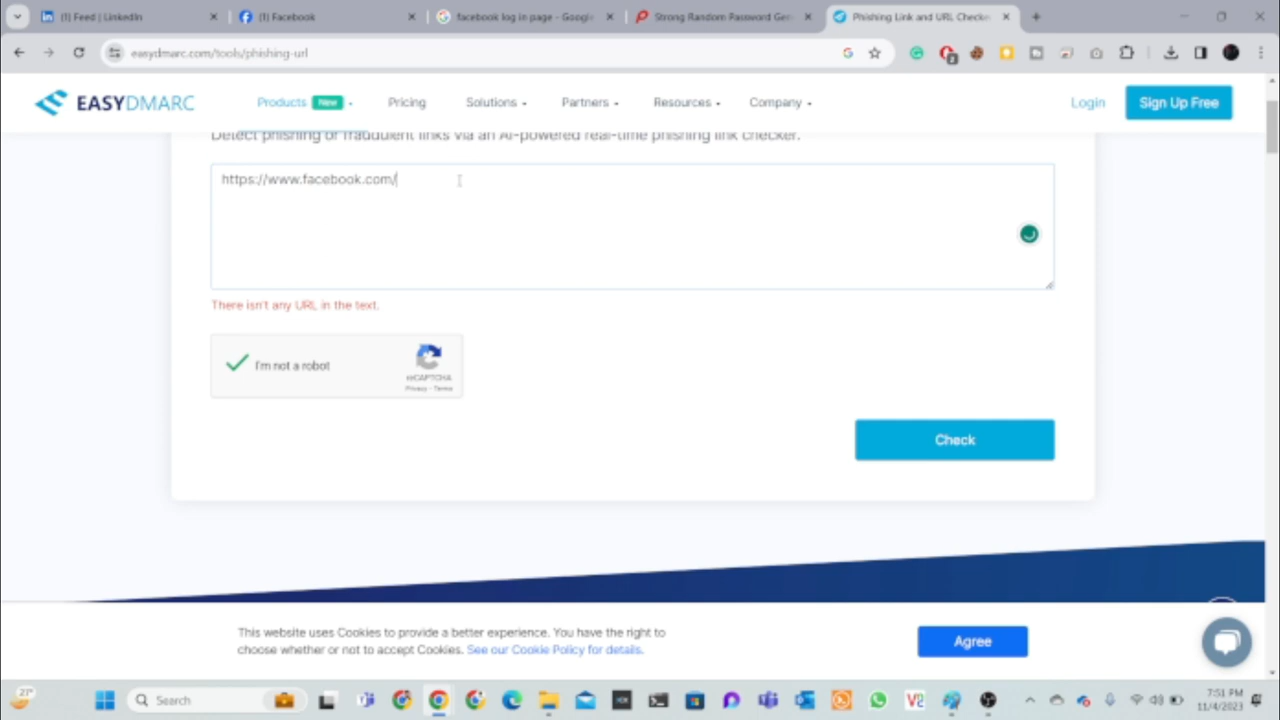 (1) Feed | LinkedIn
(1) Facebook
facebook log in page - Google
Strong Random Password Gen
Phishing Link and URL Checke
easydmarc.com/tools/phishing-url
EASYDMARC
Products New
Pricing
Solutions
Partners
Resources
Company
Login
Sign Up Free
Detect phishing or fraudulent links via an AI-powered real-time phishing link checker.
https://www.facebook.com/
There isn't any URL in the text.
I'm not a robot
reCAPTCHA
Privacy - Terms
Check
This website uses Cookies to provide a better experience. You have the right to
choose whether or not to accept Cookies. See our Cookie Policy for details.
Agree
27°
Search
7:51 PM
11/4/2023